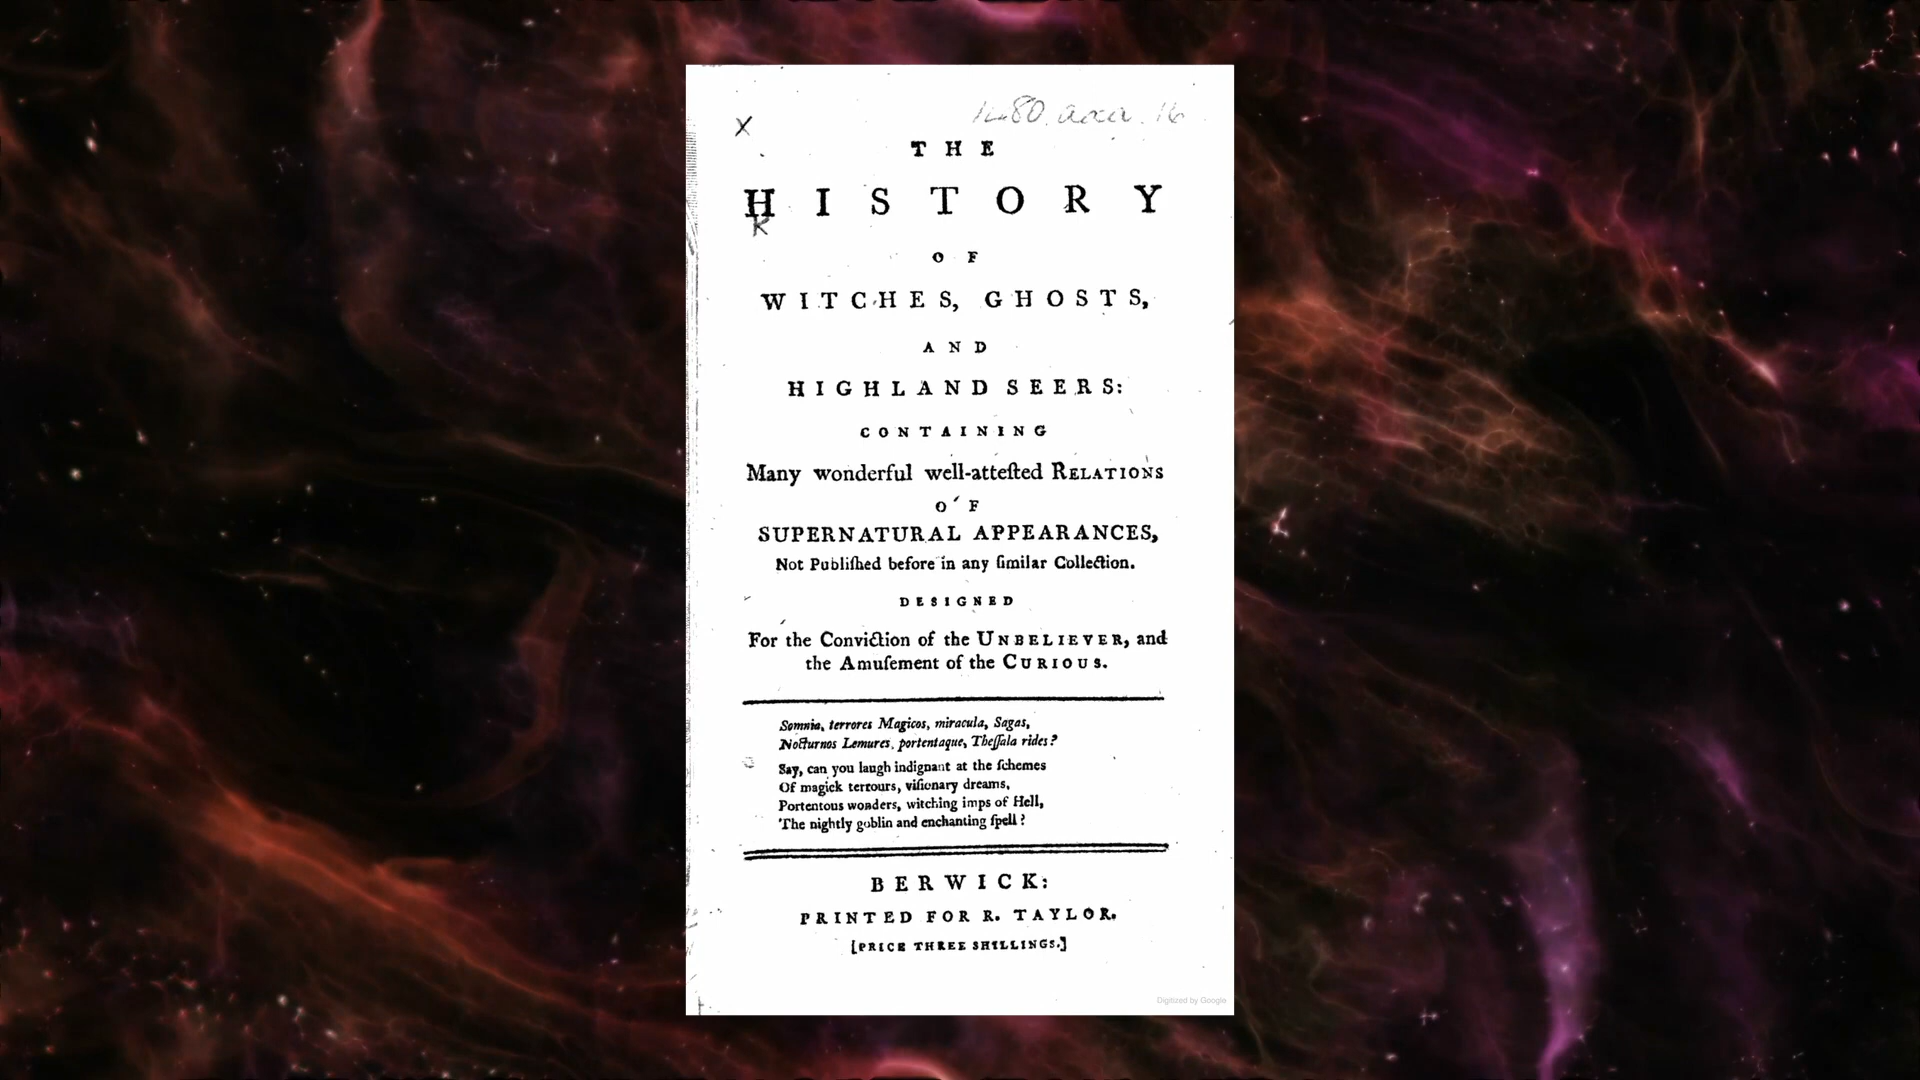 X
THE
HISTORY
K
OF
WITCHES, GHOSTS,
AND
HIGHLAND SEERS:
CONTAINING
Many wonderful well-atteſted RELATIONS
OF
SUPERNATURAL APPEARANCES,
Not Publiſhed before in any ſimilar Collection.
DESIGNED
For the Conviction of the UNBELIEVER, and
the Amuſement of the CURIOUS.
Somnia, terrores Magicos, miracula, Sagas,
Nocturnos Lemures, portentaque, Theſſala rides?
Say, can you laugh indignant at the ſchemes
Of magick terrours, viſionary dreams,
Portentous wonders, witching imps of Hell,
The nightly goblin and enchanting ſpell?
BERWICK:
PRINTED FOR R. TAYLOR.
[PRICE THREE SHILLINGS.]
Digitized by Google